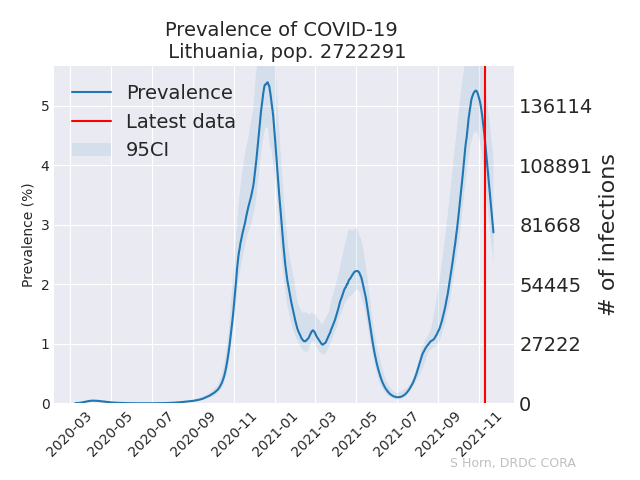 Prevalence of COVID-19
Lithuania, pop. 2722291
Prevalence
Latest data
95CI
Prevalence (%)
5
4
3
2
1
0
136114
108891
81668
54445
27222
0
# of infections
2020-03
2020-05
2020-07
2020-09
2020-11
2021-01
2021-03
2021-05
2021-07
2021-09
2021-11
S Horn, DRDC CORA